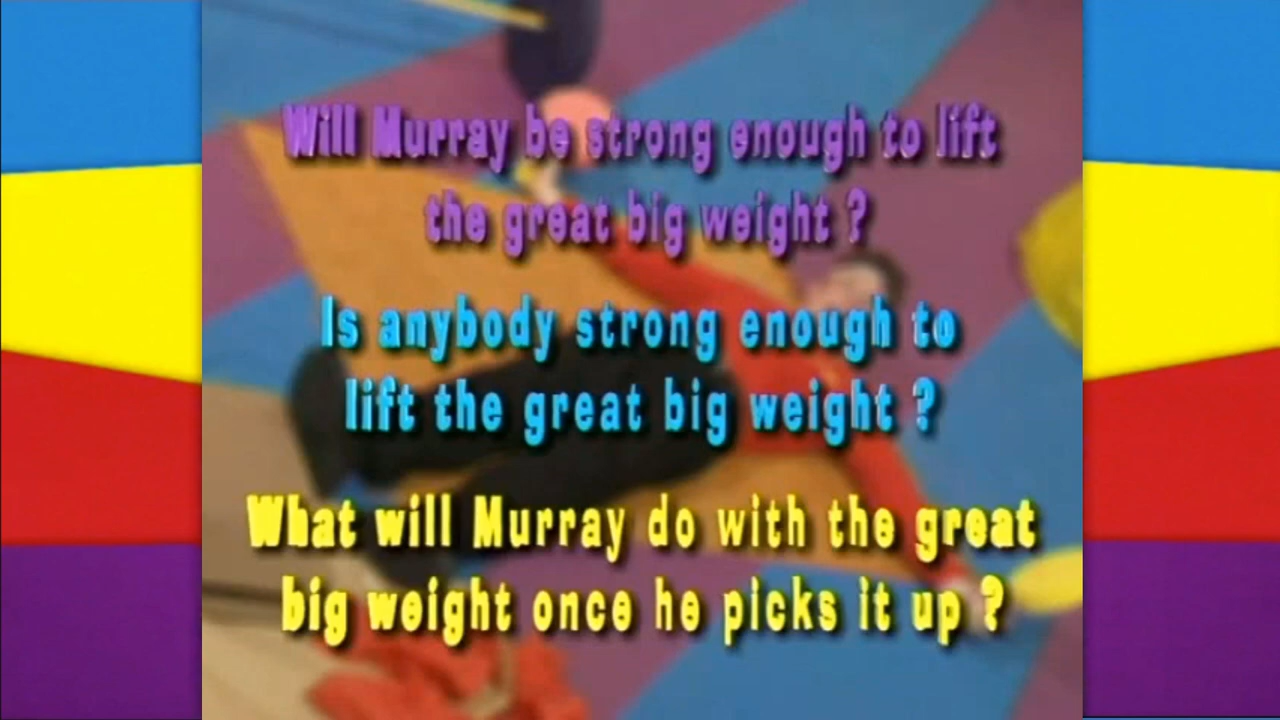 Will Murray be strong enough to lift
the great big weight ?
Is anybody strong enough to
lift the great big weight ?
What will Murray do with the great
big weight once he picks it up ?